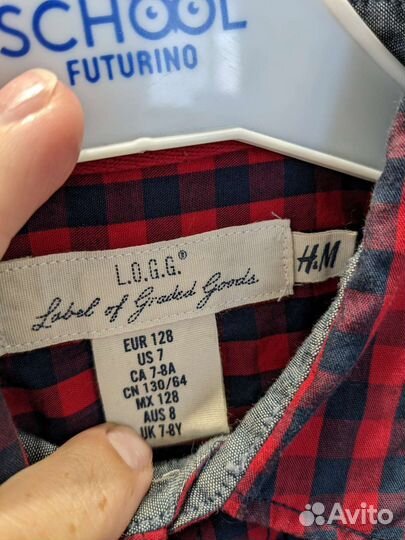 SCHOOL
FUTURINO
L.O.G.G.®
Label of Graded Goods
H&M
EUR 128
US 7
CA 7-8A
CN 130/64
MX 128
AUS 8
UK 7-8Y
Avito